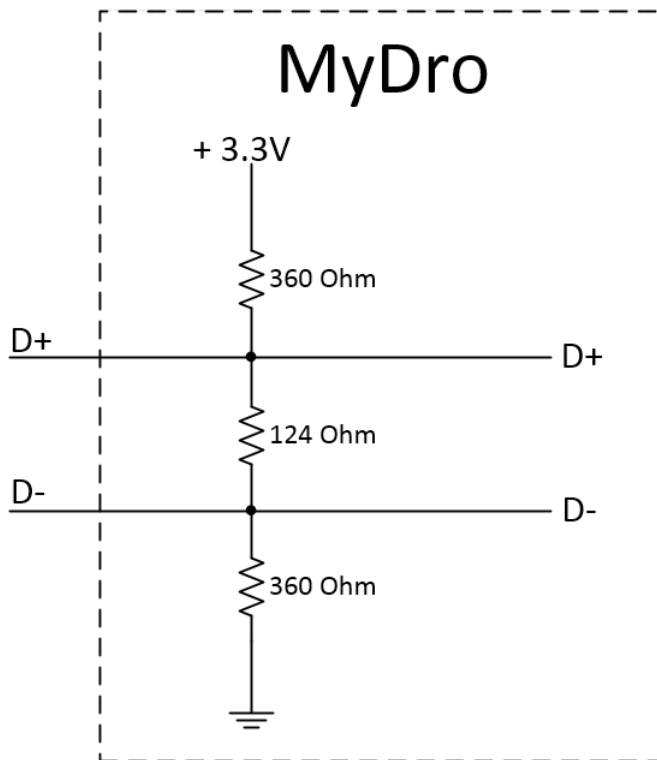 MyDro
+ 3.3V
360 Ohm
D+ D+
124 Ohm
D- D-
360 Ohm